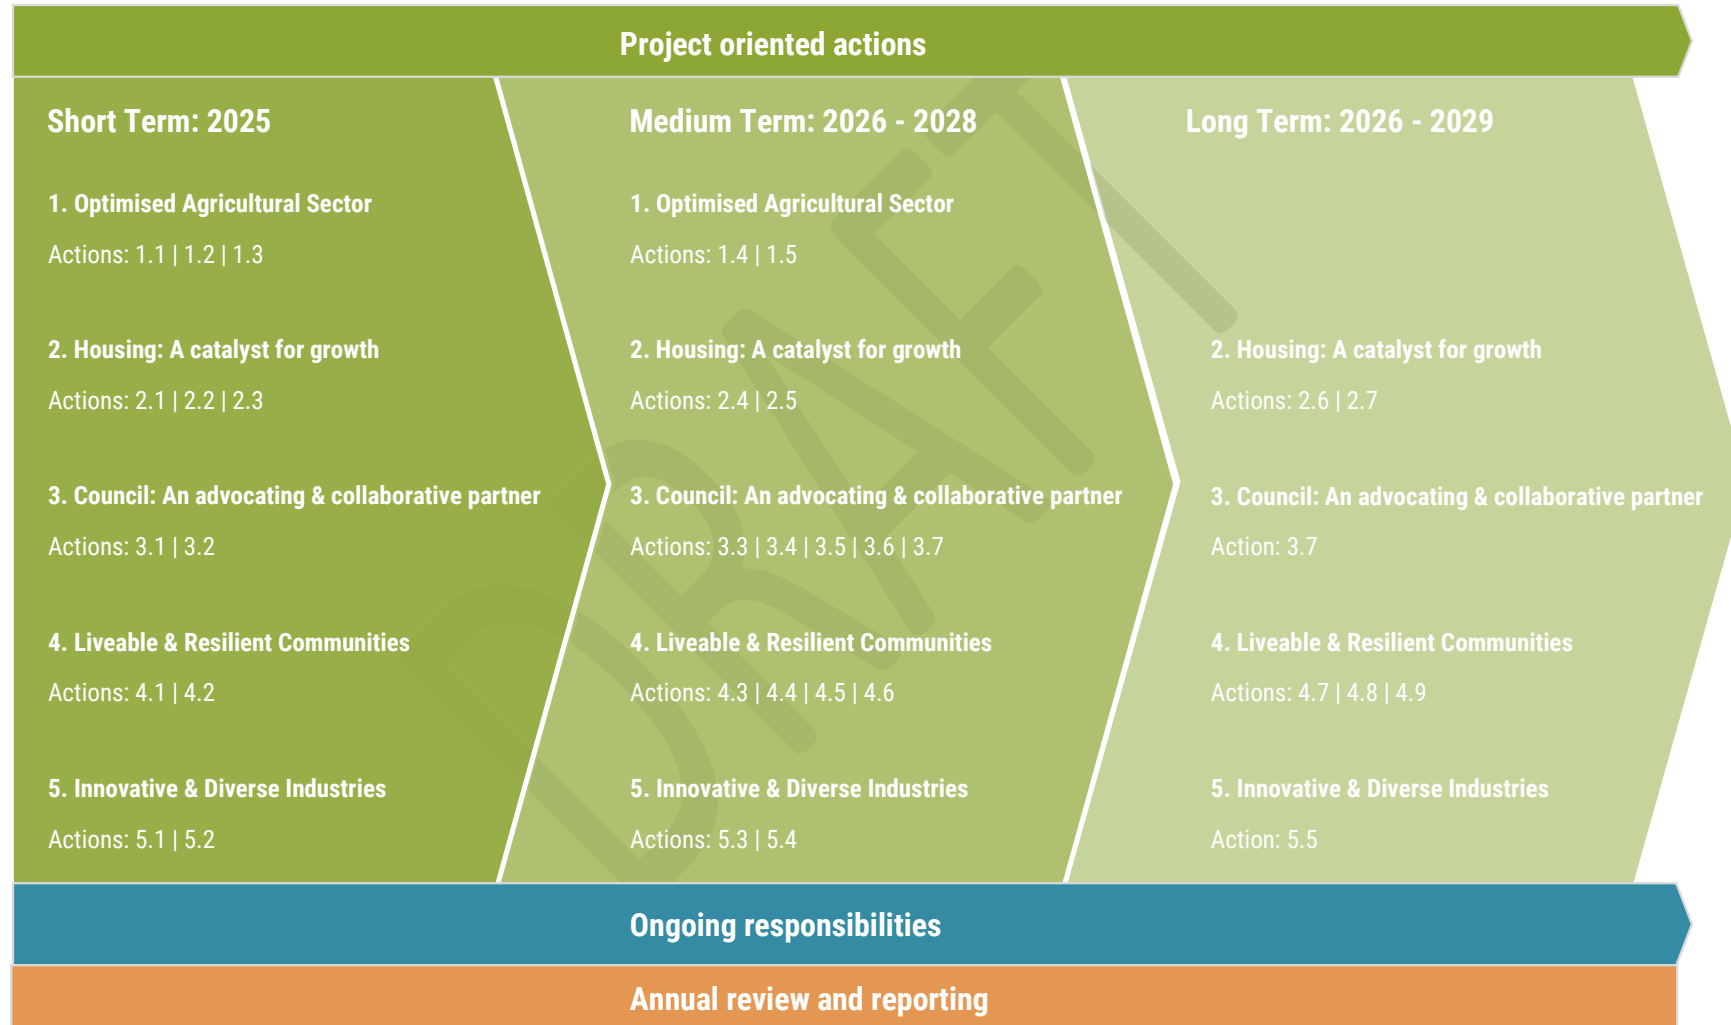 Project oriented actions
Short Term: 2025
1. Optimised Agricultural Sector
Actions: 1.1 | 1.2 | 1.3
2. Housing: A catalyst for growth
Actions: 2.1 | 2.2 | 2.3
3. Council: An advocating & collaborative partner
Actions: 3.1 | 3.2
4. Liveable & Resilient Communities
Actions: 4.1 | 4.2
5. Innovative & Diverse Industries
Actions: 5.1 | 5.2
Medium Term: 2026 - 2028
1. Optimised Agricultural Sector
Actions: 1.4 | 1.5
2. Housing: A catalyst for growth
Actions: 2.4 | 2.5
3. Council: An advocating & collaborative partner
Actions: 3.3 | 3.4 | 3.5 | 3.6 | 3.7
4. Liveable & Resilient Communities
Actions: 4.3 | 4.4 | 4.5 | 4.6
5. Innovative & Diverse Industries
Actions: 5.3 | 5.4
Long Term: 2026 - 2029
2. Housing: A catalyst for growth
Actions: 2.6 | 2.7
3. Council: An advocating & collaborative partner
Action: 3.7
4. Liveable & Resilient Communities
Actions: 4.7 | 4.8 | 4.9
5. Innovative & Diverse Industries
Action: 5.5
DRAFT
Ongoing responsibilities
Annual review and reporting